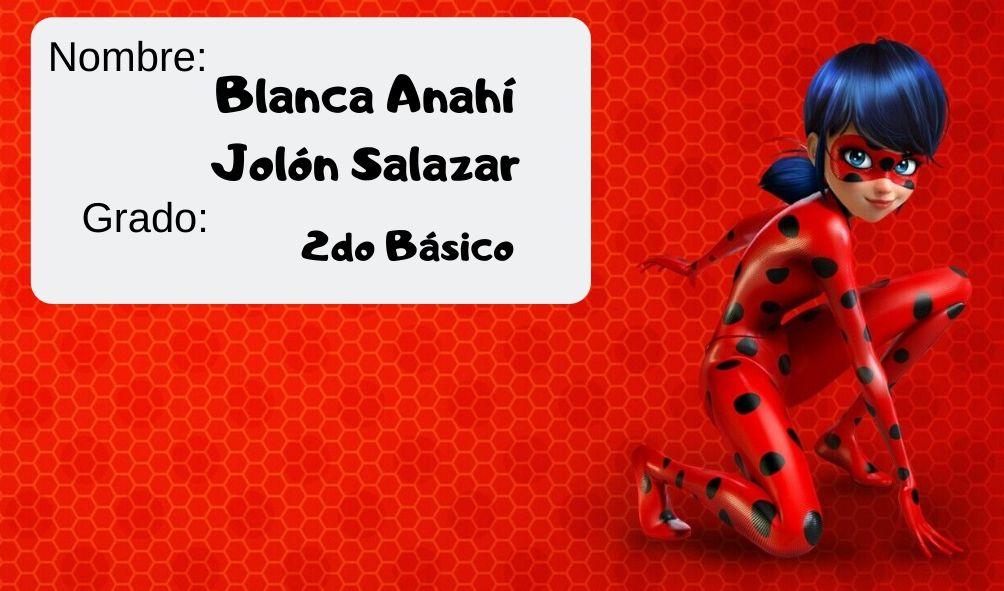 Nombre:
Blanca Anahí
Jolón Salazar
Grado:
2do Básico